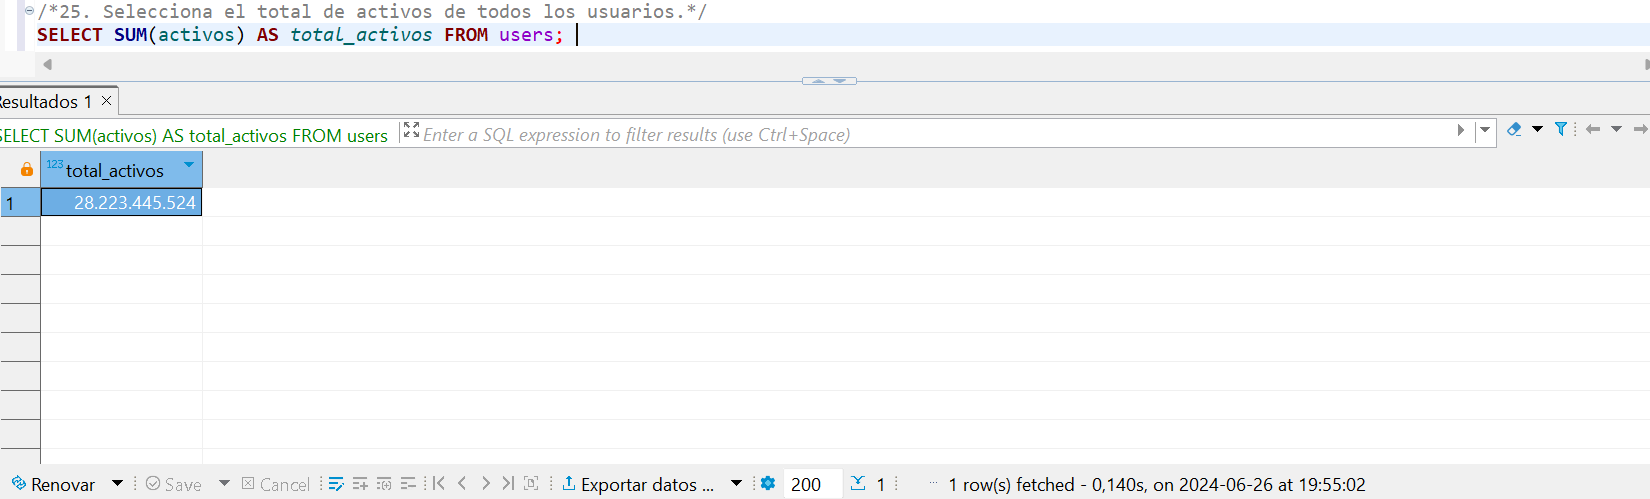 /*25. Selecciona el total de activos de todos los usuarios.*/
SELECT SUM(activos) AS total_activos FROM users;
Resultados 1
SELECT SUM(activos) AS total_activos FROM users
Enter a SQL expression to filter results (use Ctrl+Space)
123 total_activos
1 28.223.445.524
Renovar Save Cancel Exportar datos ... 200 1 ... 1 row(s) fetched - 0,140s, on 2024-06-26 at 19:55:02